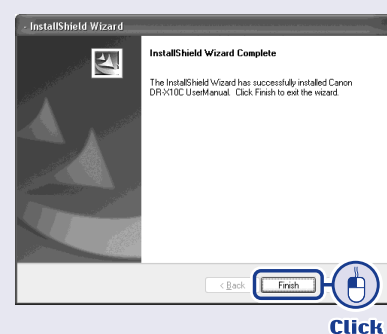 InstallShield Wizard
InstallShield Wizard Complete
The InstallShield Wizard has successfully installed Canon
DR-X10C UserManual. Click Finish to exit the wizard.
< Back
Finish
Click